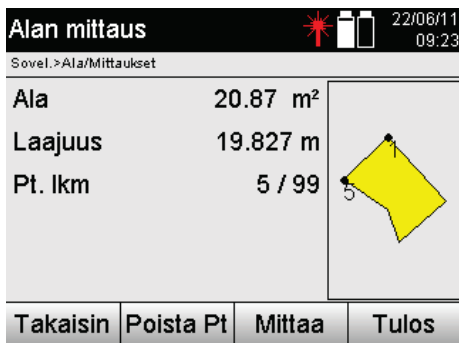 Alan mittaus 22/06/11
09:23
Sovel.>Ala/Mittaukset
Ala 20.87 m²
Laajuus 19.827 m
Pt. lkm 5 / 99
1
5
Takaisin Poista Pt Mittaa Tulos